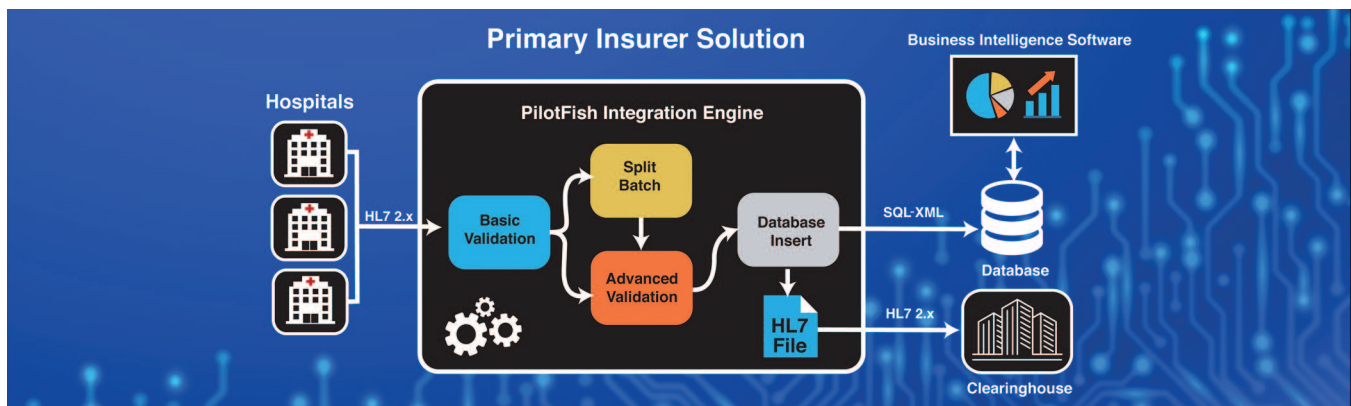 Primary Insurer Solution
Hospitals
HL7 2.x
PilotFish Integration Engine
Basic
Validation
Split
Batch
Advanced
Validation
Database
Insert
HL7
File
SQL-XML
HL7 2.x
Business Intelligence Software
Database
Clearinghouse